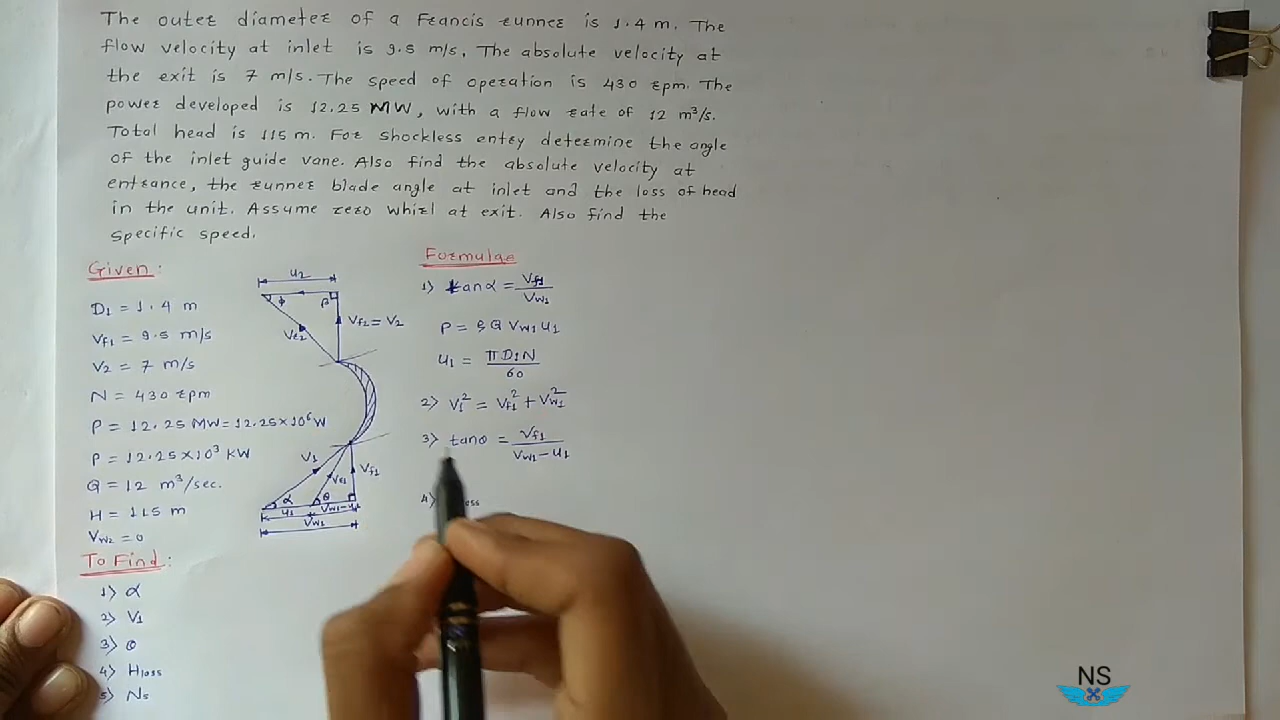 The outer diameter of a Francis runner is 1.4 m. The
flow velocity at inlet is 9.5 m/s. The absolute velocity at
the exit is 7 m/s. The speed of operation is 430 rpm. The
power developed is 12.25 MW, with a flow rate of 12 m³/s.
Total head is 115 m. For shockless entry determine the angle
of the inlet guide vane. Also find the absolute velocity at
entrance, the runner blade angle at inlet and the loss of head
in the unit. Assume zero whirl at exit. Also find the
specific speed.
Given:
D1 = 1.4 m
Vf1 = 9.5 m/s
V2 = 7 m/s
N = 430 rpm
P = 12.25 MW = 12.25×10⁶W
P = 12.25×10³ KW
Q = 12 m³/sec.
H = 115 m
Vw2 = 0
To Find:
1) α
2) V1
3) θ
4) Hloss
5) Ns
u2
ϕ β
Vr2
Vf2 = V2
V1
Vr1
Vf1
α θ
u1 Vw1-u1
Vw1
Formulae
1) tanα = Vf1/Vw1
P = ρ Q Vw1 u1
u1 = πD1N/60
2) V1² = Vf1² + Vw1²
3) tanθ = Vf1/(Vw1-u1)
4)
NS